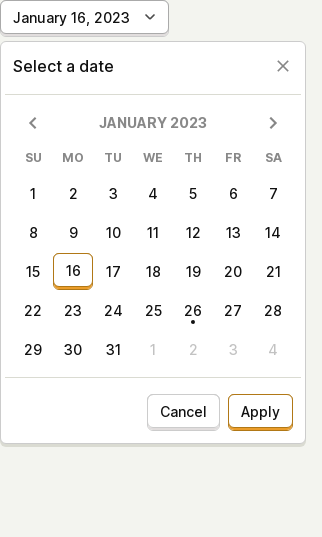 January 16, 2023
Select a date
JANUARY 2023
SU MO TU WE TH FR SA
1 2 3 4 5 6 7
8 9 10 11 12 13 14
15 16 17 18 19 20 21
22 23 24 25 26 27 28
29 30 31 1 2 3 4
Cancel Apply